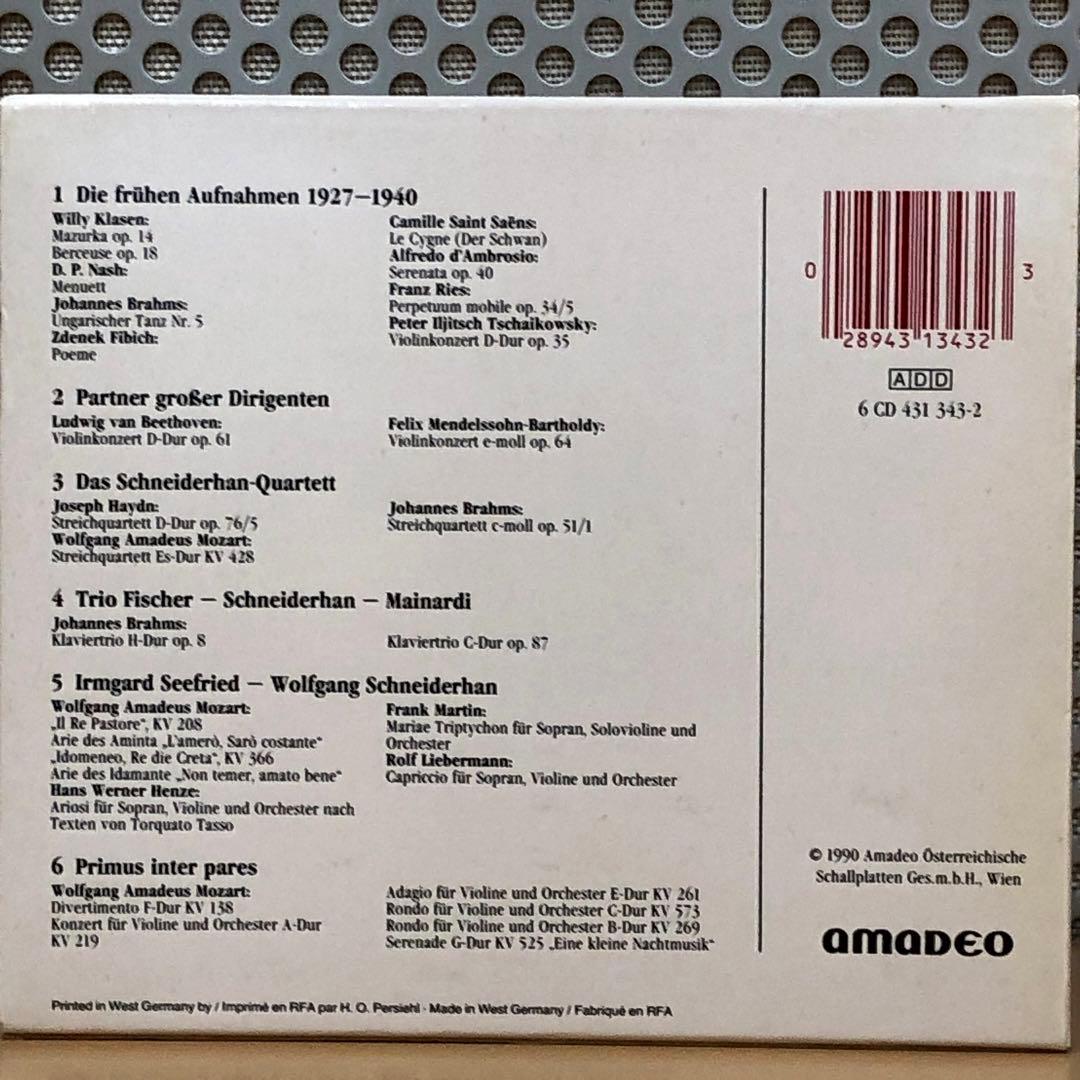 1 Die frühen Aufnahmen 1927–1940
Willy Klasen:
Mazurka op. 14
Berceuse op. 18
D. P. Nash:
Menuett
Johannes Brahms:
Ungarischer Tanz Nr. 5
Zdenek Fibich:
Poeme
Camille Saint Saëns:
Le Cygne (Der Schwan)
Alfredo d'Ambrosio:
Serenata op. 40
Franz Ries:
Perpetuum mobile op. 34/5
Peter Iljitsch Tschaikowsky:
Violinkonzert D-Dur op. 35
2 Partner großer Dirigenten
Ludwig van Beethoven:
Violinkonzert D-Dur op. 61
Felix Mendelssohn-Bartholdy:
Violinkonzert e-moll op. 64
3 Das Schneiderhan-Quartett
Joseph Haydn:
Streichquartett D-Dur op. 76/5
Wolfgang Amadeus Mozart:
Streichquartett Es-Dur KV 428
Johannes Brahms:
Streichquartett c-moll op. 51/1
4 Trio Fischer – Schneiderhan – Mainardi
Johannes Brahms:
Klaviertrio H-Dur op. 8
Klaviertrio C-Dur op. 87
5 Irmgard Seefried – Wolfgang Schneiderhan
Wolfgang Amadeus Mozart:
„Il Re Pastore“, KV 208
Arie des Aminta „L'amerò, Sarò costante“
„Idomeneo, Re die Creta“, KV 366
Arie des Idamante „Non temer, amato bene“
Hans Werner Henze:
Ariosi für Sopran, Violine und Orchester nach
Texten von Torquato Tasso
Frank Martin:
Mariae Triptychon für Sopran, Solovioline und
Orchester
Rolf Liebermann:
Capriccio für Sopran, Violine und Orchester
6 Primus inter pares
Wolfgang Amadeus Mozart:
Divertimento F-Dur KV 138
Konzert für Violine und Orchester A-Dur
KV 219
Adagio für Violine und Orchester E-Dur KV 261
Rondo für Violine und Orchester C-Dur KV 573
Rondo für Violine und Orchester B-Dur KV 269
Serenade G-Dur KV 525 „Eine kleine Nachtmusik“
0 28943 13432 3
ADD
6 CD 431 343-2
© 1990 Amadeo Österreichische
Schallplatten Ges.m.b.H., Wien
amadeo
Printed in West Germany by / Imprimé en RFA par H. O. Persiehl · Made in West Germany / Fabriqué en RFA